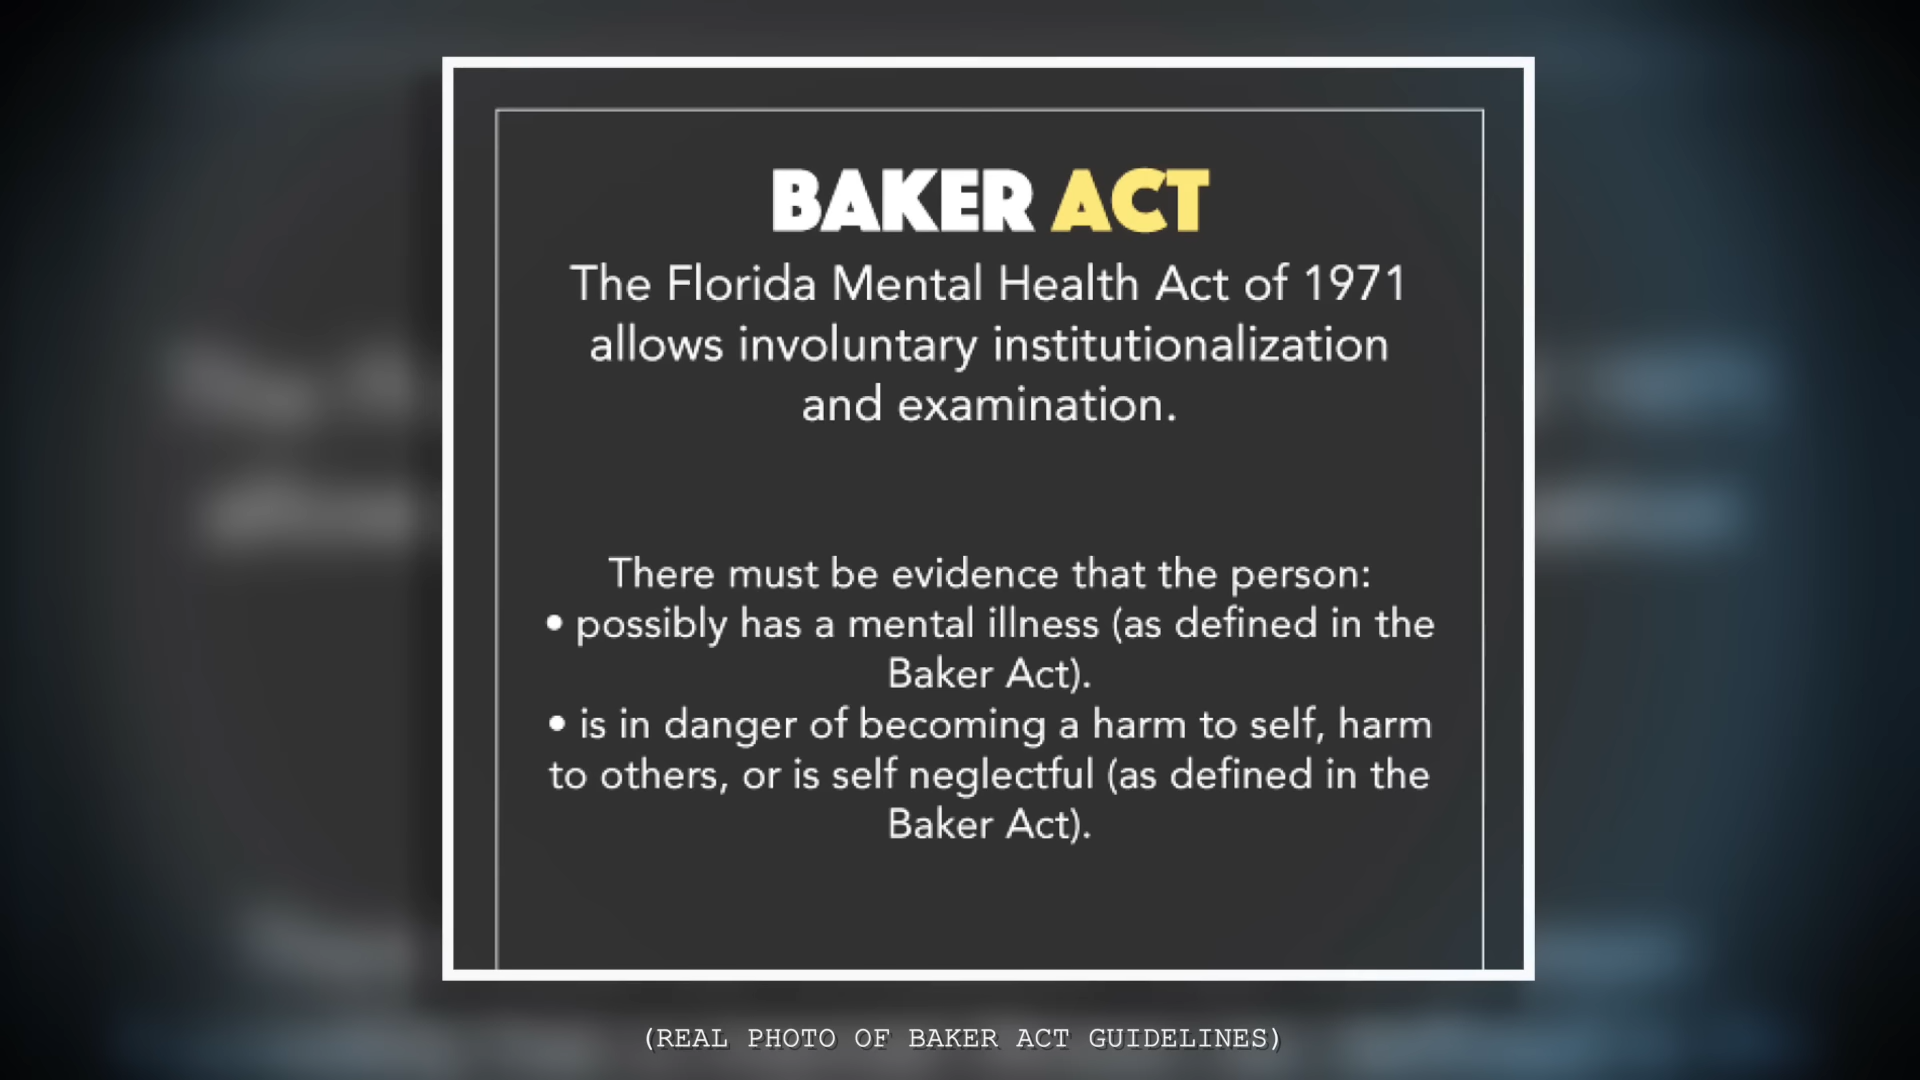 BAKER ACT
The Florida Mental Health Act of 1971
allows involuntary institutionalization
and examination.
There must be evidence that the person:
• possibly has a mental illness (as defined in the
Baker Act).
• is in danger of becoming a harm to self, harm
to others, or is self neglectful (as defined in the
Baker Act).
(REAL PHOTO OF BAKER ACT GUIDELINES)